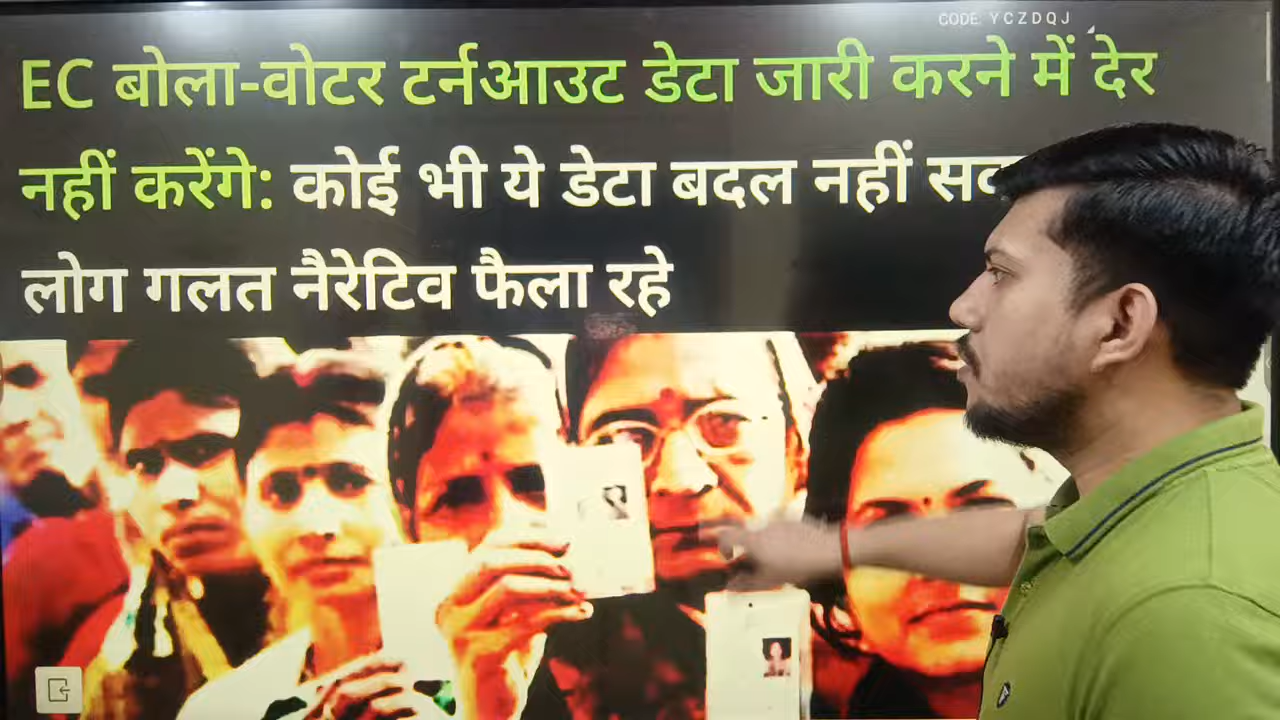 CODE: YCZDQJ
EC बोला-वोटर टर्नआउट डेटा जारी करने में देर
नहीं करेंगे: कोई भी ये डेटा बदल नहीं
लोग गलत नैरेटिव फैला रहे